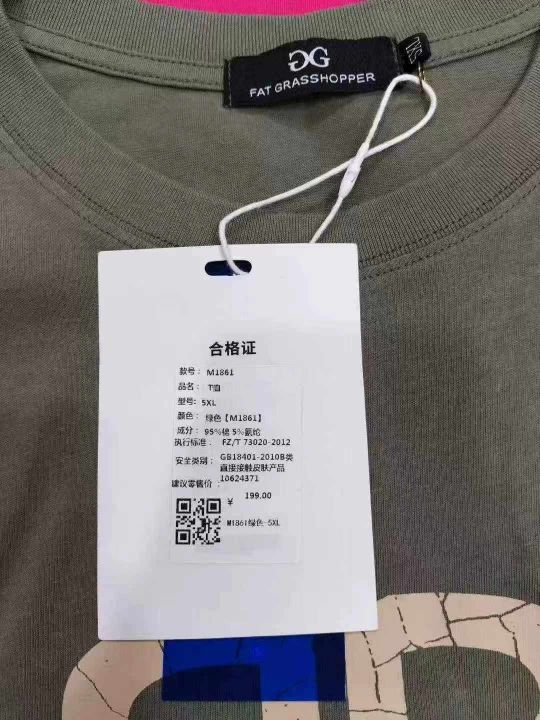 GG
FAT GRASSHOPPER
合格证
款号： M1861
品名： T恤
型号: 5XL
颜色： 绿色【M1861】
成分： 95%棉 5%氨纶
执行标准： FZ/T 73020-2012
安全类别： GB18401-2010B类
直接接触皮肤产品
10624371
建议零售价：
￥ 199.00
M1861绿色-5XL